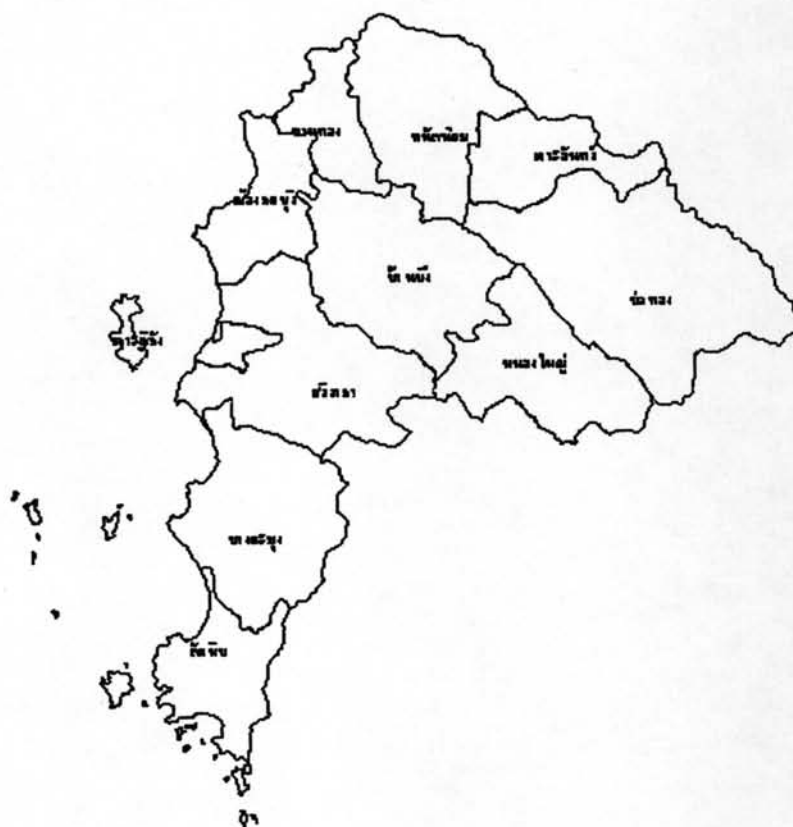 พานทอง
พนัสนิคม
เกาะจันทร์
เมืองชลบุรี
บ้านบึง
บ่อทอง
เกาะสีชัง
หนองใหญ่
ศรีราชา
บางละมุง
สัตหีบ